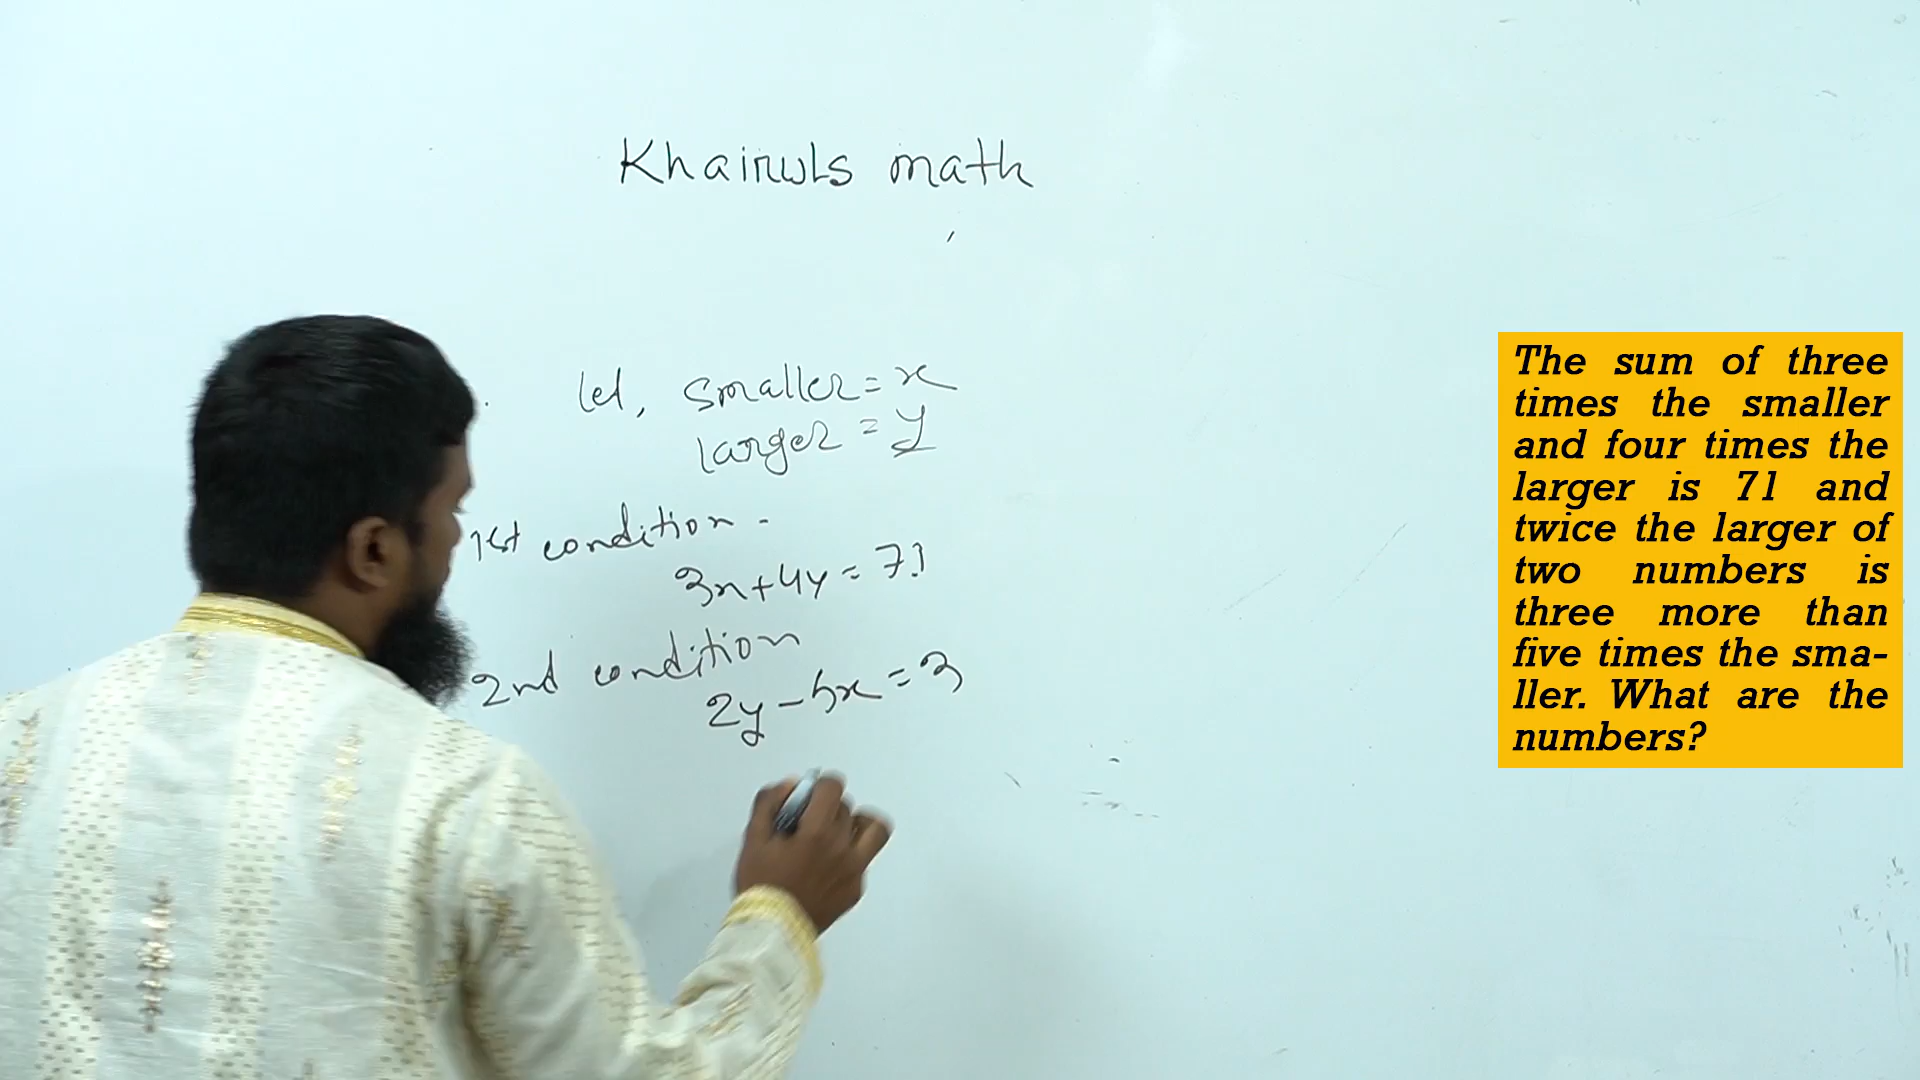 Khairuls math
let, smaller = x
larger = y
1st condition -
3x+4y = 71
2nd condition
2y - 5x = 3
The sum of three
times the smaller
and four times the
larger is 71 and
twice the larger of
two numbers is
three more than
five times the sma-
ller. What are the
numbers?